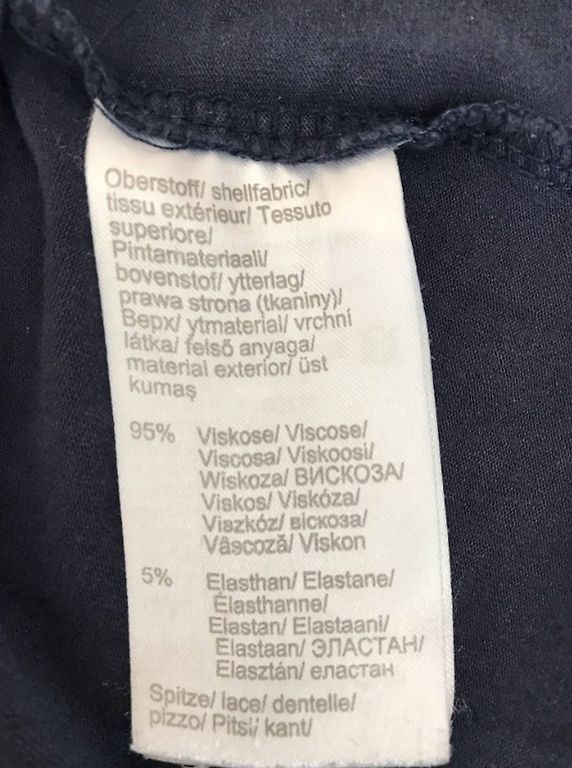 Oberstoff/ shellfabric/
tissu extérieur/ Tessuto
superiore/
Pintamateriaali/
bovenstof/ ytterlag/
prawa strona (tkaniny)/
Верх/ ytmaterial/ vrchní
látka/ felső anyaga/
material exterior/ üst
kumaş
95% Viskose/ Viscose/
Viscosa/ Viskoosi/
Wiskoza/ ВИСКОЗА/
Viskos/ Viskóza/
Viszkóz/ віскоза/
Vâscoză/ Viskon
5% Elasthan/ Elastane/
Élasthanne/
Elastan/ Elastaani/
Elastaan/ ЭЛАСТАН/
Elasztán/ еластан
Spitze/ lace/ dentelle/
pizzo/ Pitsi/ kant/